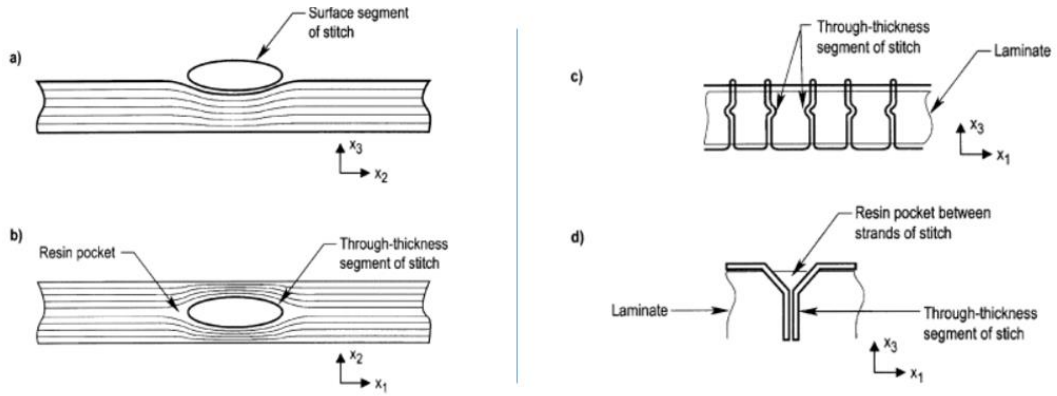 a)
Surface segment
of stitch
x3
x2
b)
Resin pocket
Through-thickness
segment of stitch
x2
x1
c)
Through-thickness
segment of stitch
Laminate
x3
x1
d)
Resin pocket between
strands of stitch
Laminate
Through-thickness
segment of stich
x3
x1